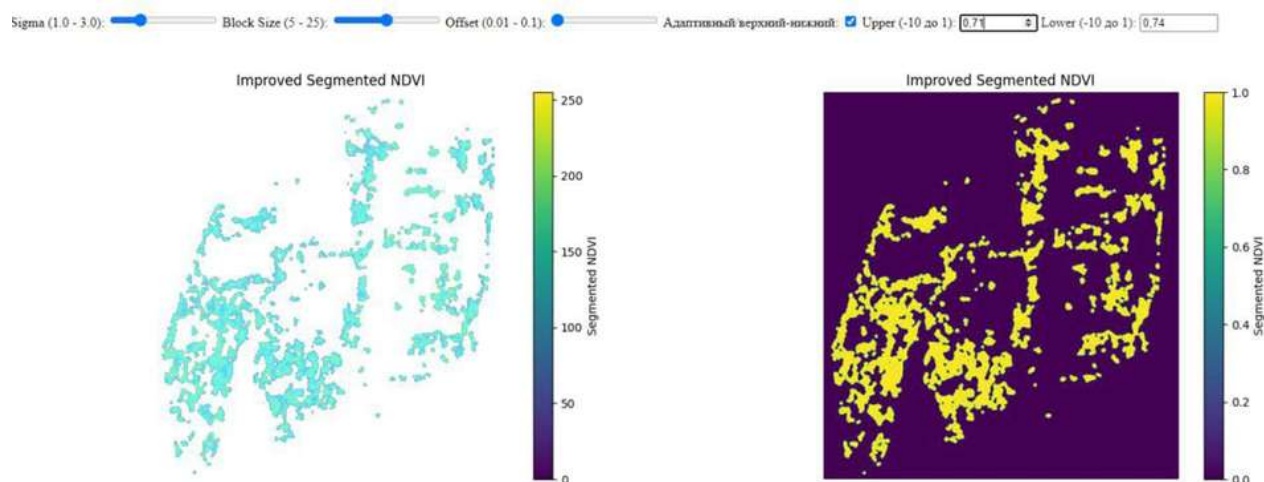 Sigma (1.0 - 3.0): Block Size (5 - 25): Offset (0.01 - 0.1): Адаптивный/верхний-нижний: Upper (-10 до 1): 0,71 Lower (-10 до 1): 0,74
Improved Segmented NDVI
250
200
150
100
50
0
Segmented NDVI
Improved Segmented NDVI
1.0
0.8
0.6
0.4
0.2
0.0
Segmented NDVI